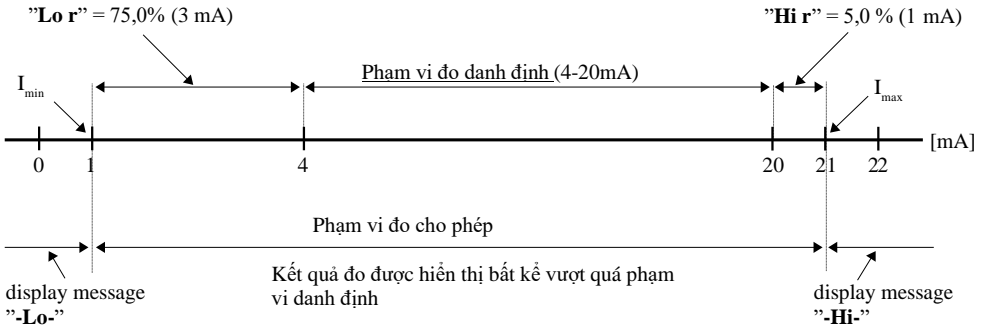 ”Lo r” = 75,0% (3 mA)
”Hi r” = 5,0 % (1 mA)
Phạm vi đo danh định (4-20mA)
Imin
Imax
[mA]
0 1 4 20 21 22
Phạm vi đo cho phép
Kết quả đo được hiển thị bất kể vượt quá phạm
vi danh định
display message
”-Lo-”
display message
”-Hi-”